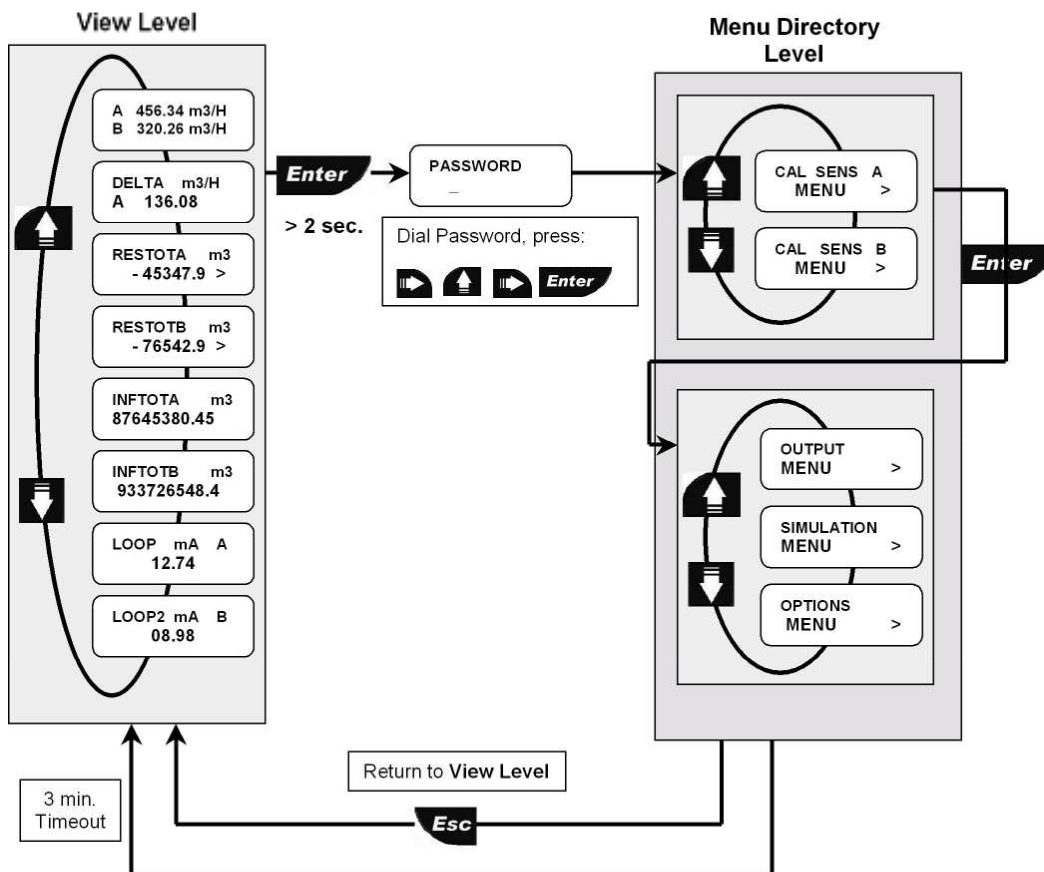 View Level
A 456.34 m3/H
B 320.26 m3/H
DELTA m3/H
A 136.08
RESTOTA m3
- 45347.9 >
RESTOTB m3
- 76542.9 >
INFTOTA m3
87645380.45
INFTOTB m3
933726548.4
LOOP mA A
12.74
LOOP2 mA B
08.98
Enter
> 2 sec.
PASSWORD
_
Dial Password, press:
Enter
Menu Directory
Level
CAL SENS A
MENU >
CAL SENS B
MENU >
Enter
OUTPUT
MENU >
SIMULATION
MENU >
OPTIONS
MENU >
Return to View Level
Esc
3 min.
Timeout